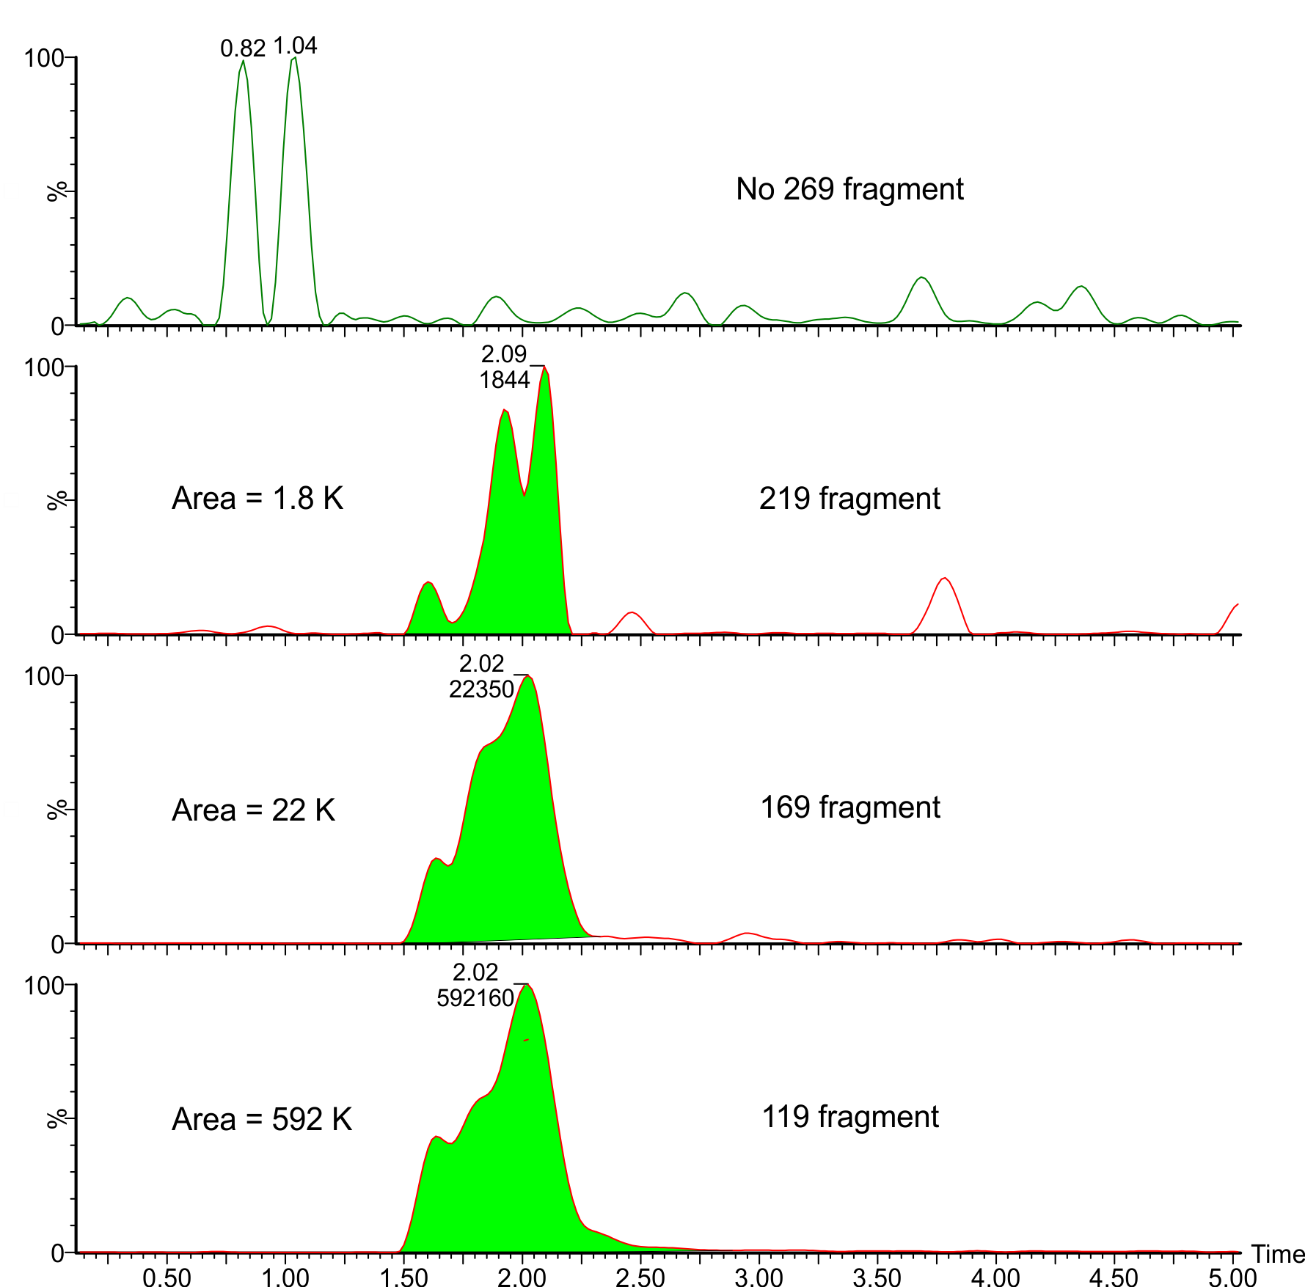 0.82 1.04
100
%
No 269 fragment
0
2.09
1844
100
%
Area = 1.8 K
219 fragment
0
2.02
22350
100
%
Area = 22 K
169 fragment
0
2.02
592160
100
%
Area = 592 K
119 fragment
0
Time
0.50 1.00 1.50 2.00 2.50 3.00 3.50 4.00 4.50 5.00